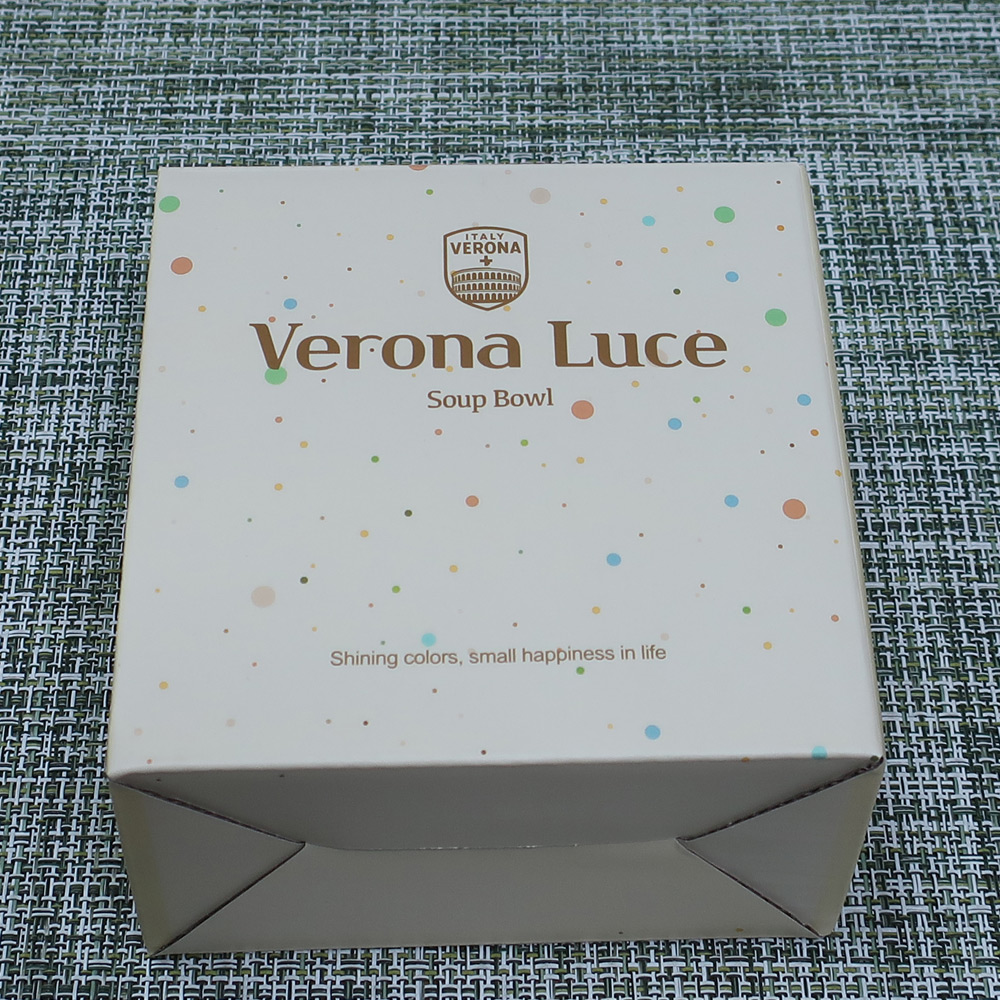 ITALY
VERONA
Verona Luce
Soup Bowl
Shining colors, small happiness in life